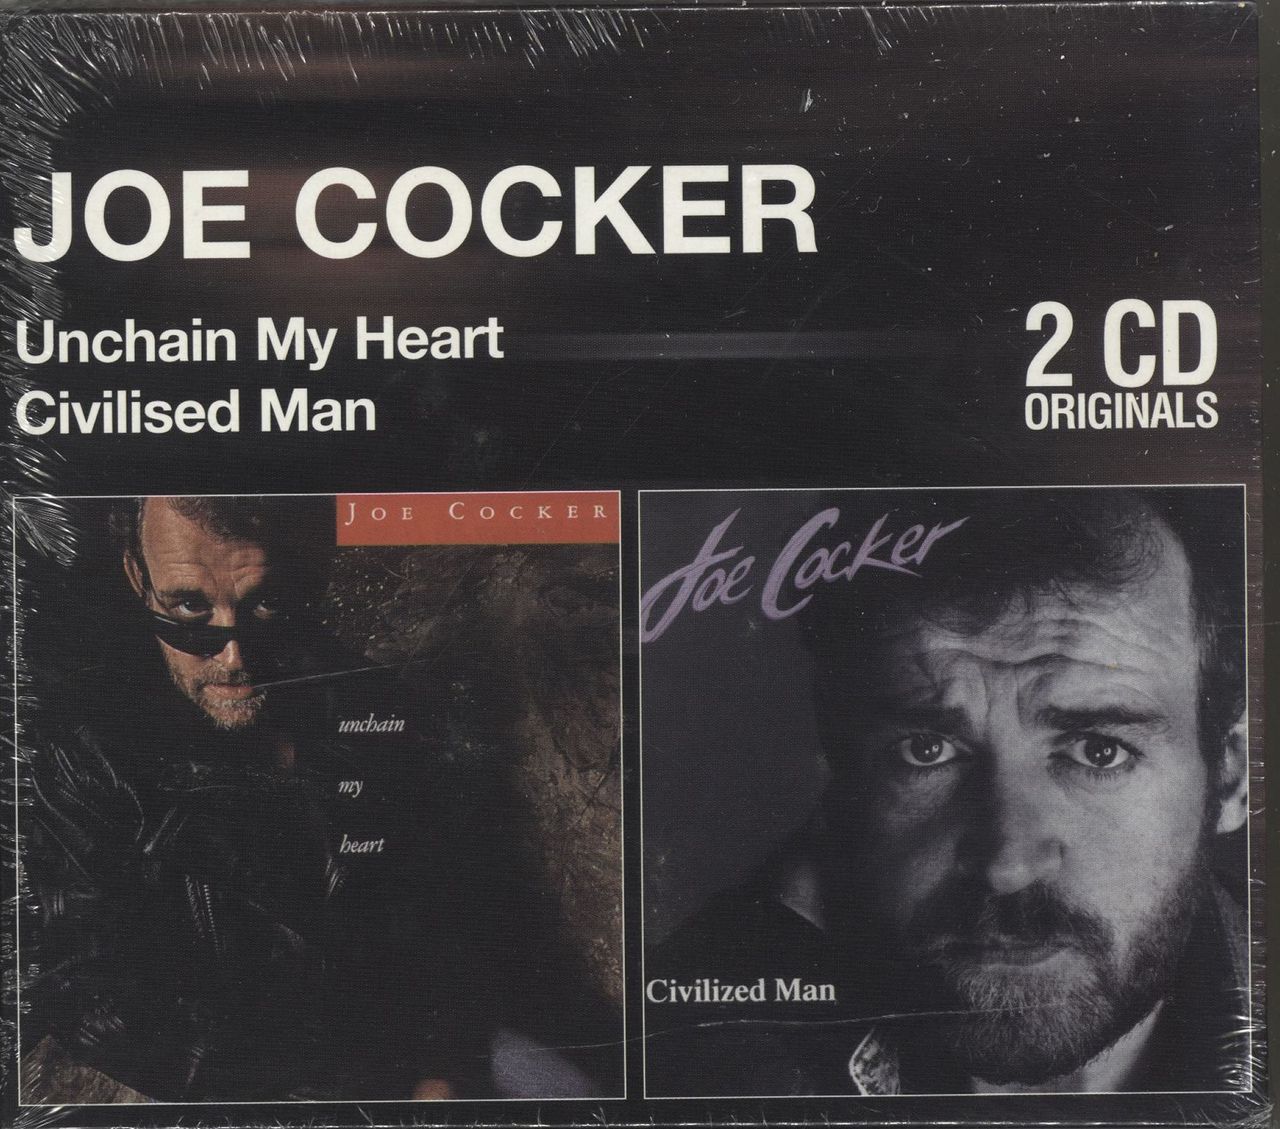 JOE COCKER
Unchain My Heart
Civilised Man
2 CD
ORIGINALS
JOE COCKER
unchain
my
heart
Joe Cocker
Civilized Man